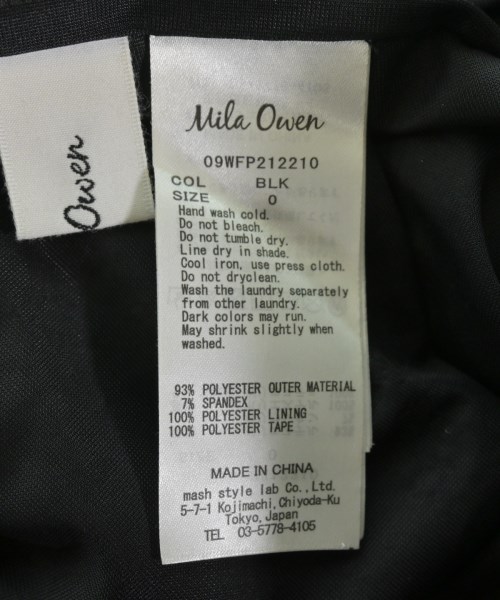 Owen
Mila Owen
09WFP212210
COL BLK
SIZE 0
Hand wash cold.
Do not bleach.
Do not tumble dry.
Line dry in shade.
Cool iron, use press cloth.
Do not dryclean.
Wash the laundry separately
from other laundry.
Dark colors may run.
May shrink slightly when
washed.
93% POLYESTER OUTER MATERIAL
7% SPANDEX
100% POLYESTER LINING
100% POLYESTER TAPE
MADE IN CHINA
mash style lab Co.,Ltd.
5-7-1 Kojimachi,Chiyoda-Ku
Tokyo,Japan
TEL 03-5778-4105